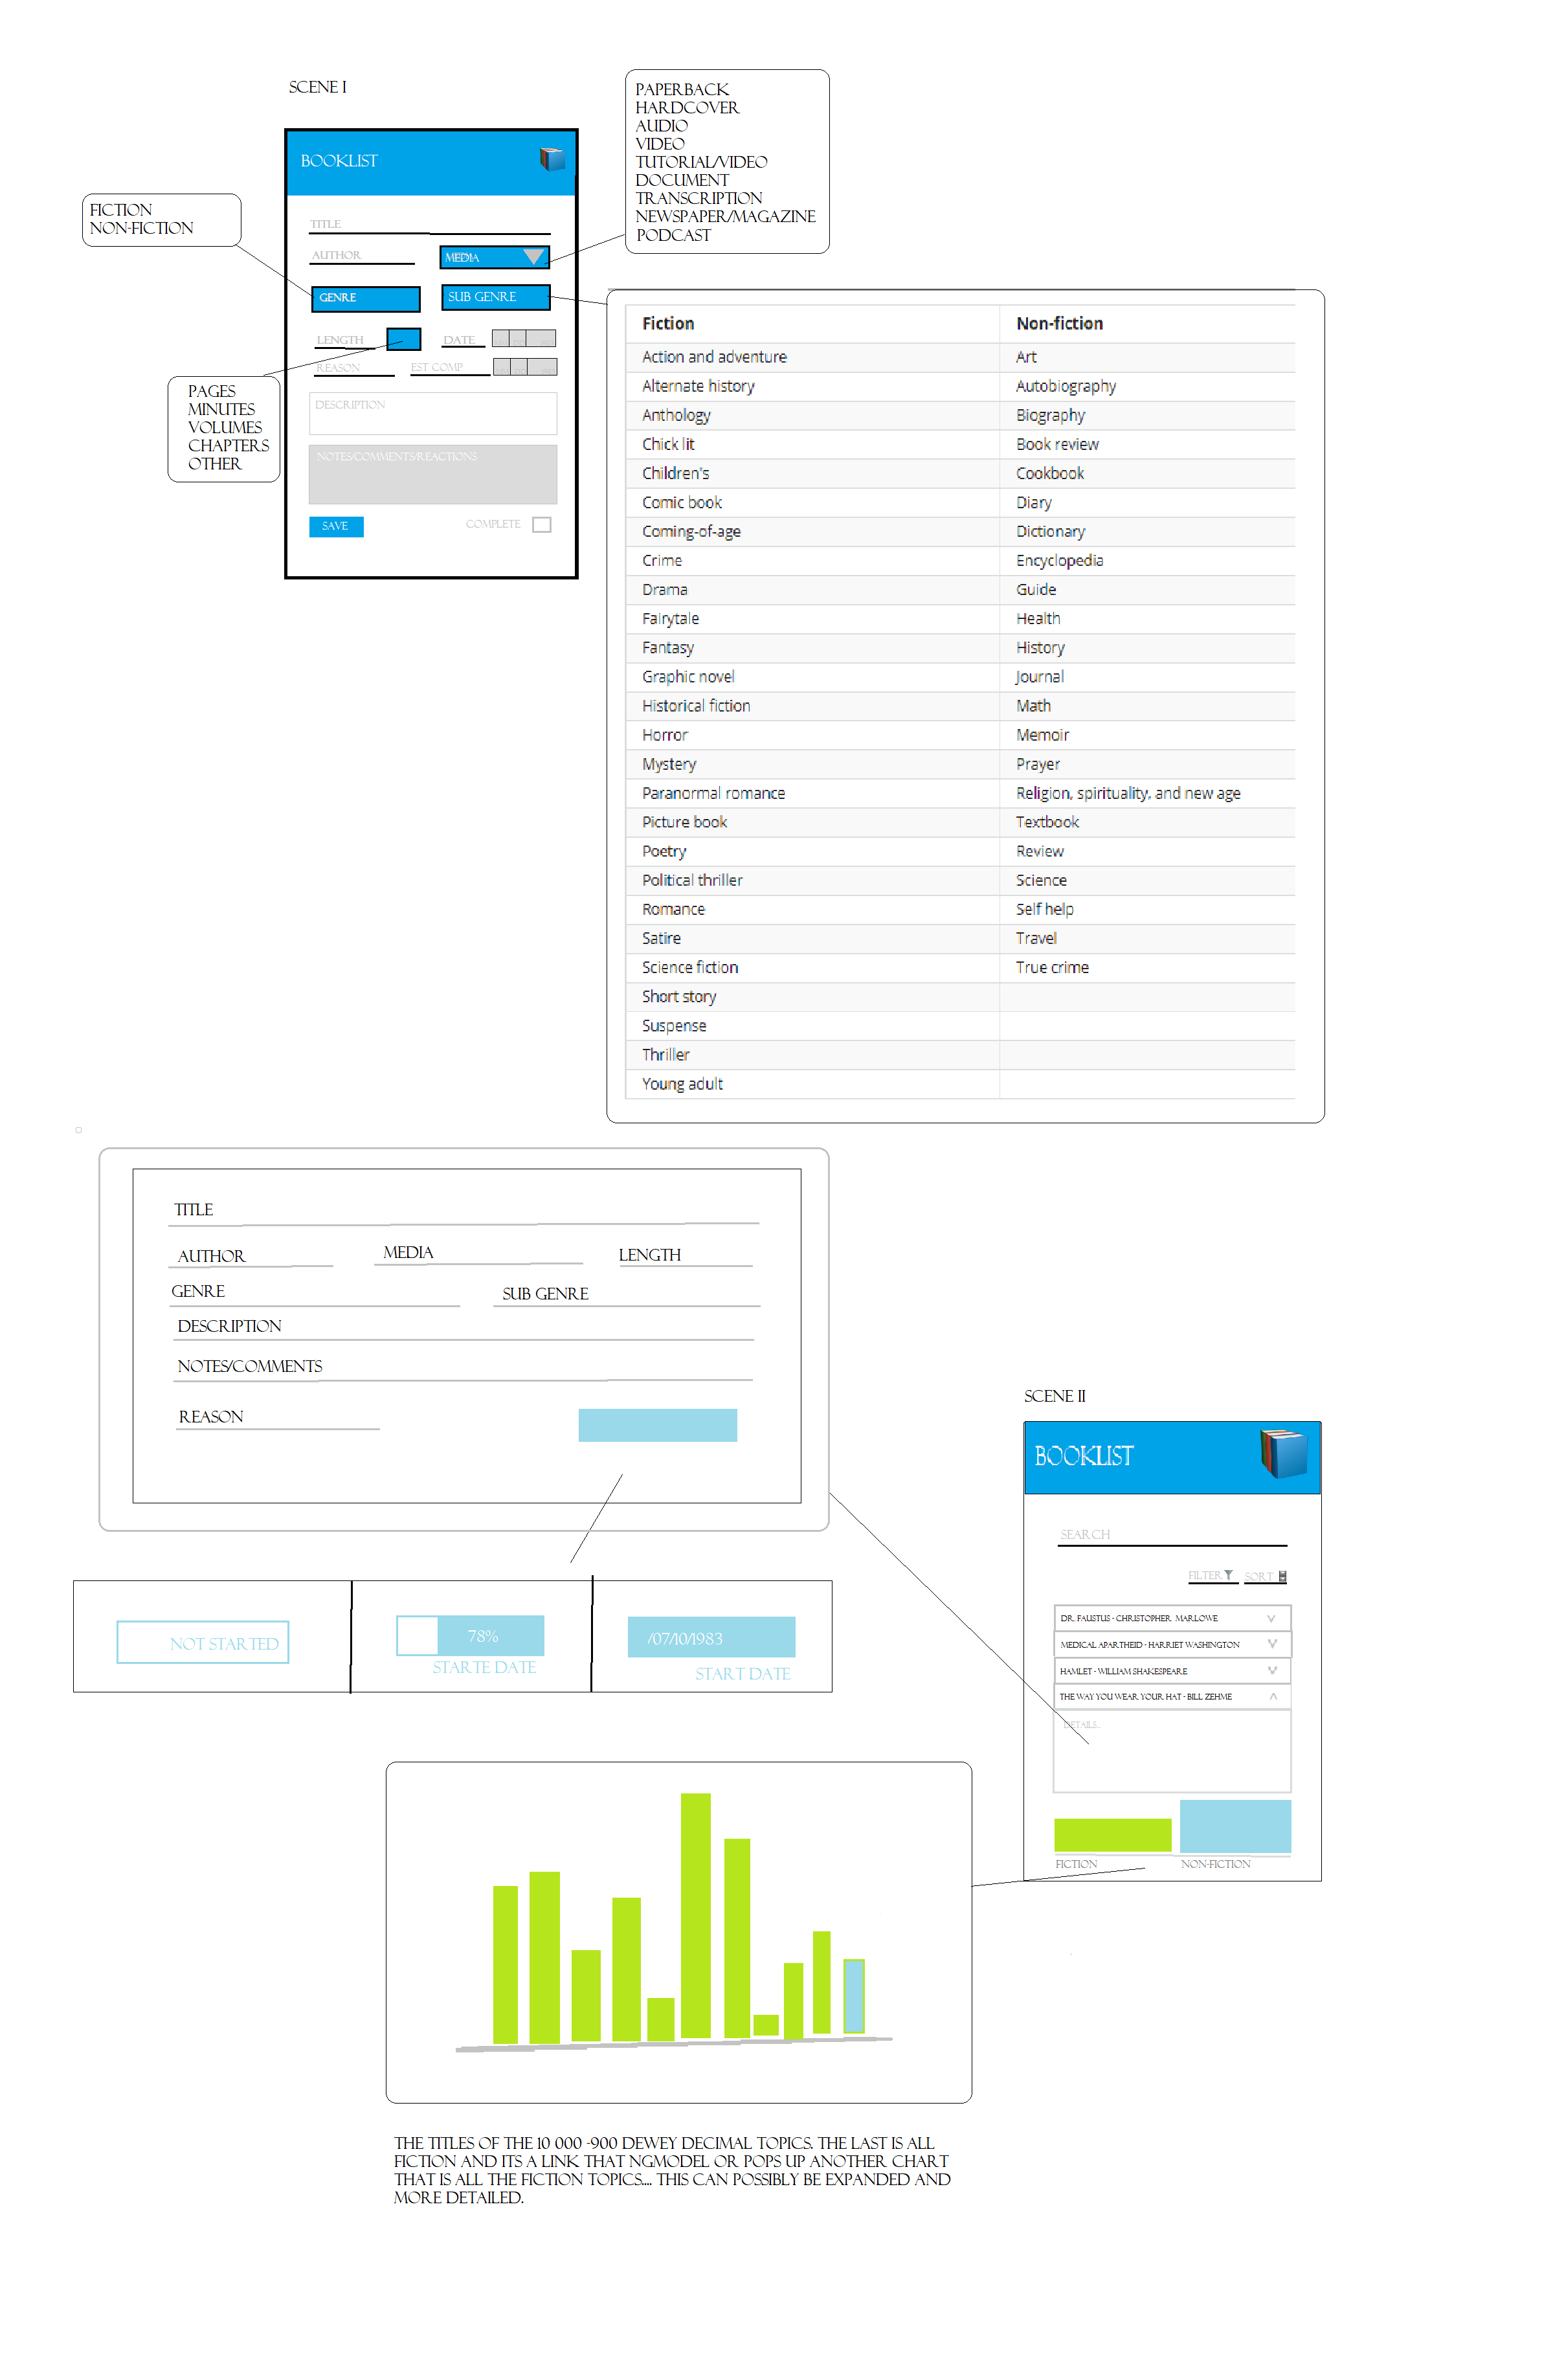 SCENE I
PAPERBACK
HARDCOVER
AUDIO
VIDEO
TUTORIAL/VIDEO
DOCUMENT
TRANSCRIPTION
NEWSPAPER/MAGAZINE
PODCAST
BOOKLIST
FICTION
NON-FICTION
TITLE
AUTHOR
MEDIA
GENRE
SUB GENRE
LENGTH
DATE
REASON
EST COMP
PAGES
MINUTES
VOLUMES
CHAPTERS
OTHER
DESCRIPTION
NOTES/COMMENTS/REACTIONS
SAVE
COMPLETE
Fiction Non-fiction
Action and adventure Art
Alternate history Autobiography
Anthology Biography
Chick lit Book review
Children's Cookbook
Comic book Diary
Coming-of-age Dictionary
Crime Encyclopedia
Drama Guide
Fairytale Health
Fantasy History
Graphic novel Journal
Historical fiction Math
Horror Memoir
Mystery Prayer
Paranormal romance Religion, spirituality, and new age
Picture book Textbook
Poetry Review
Political thriller Science
Romance Self help
Satire Travel
Science fiction True crime
Short story
Suspense
Thriller
Young adult
TITLE
AUTHOR MEDIA LENGTH
GENRE SUB GENRE
DESCRIPTION
NOTES/COMMENTS
REASON
NOT STARTED
78%
STARTE DATE
/07/10/1983
START DATE
SCENE II
BOOKLIST
SEARCH
FILTER SORT
DR. FAUSTUS - CHRISTOPHER MARLOWE
MEDICAL APARTHEID - HARRIET WASHINGTON
HAMLET - WILLIAM SHAKESPEARE
THE WAY YOU WEAR YOUR HAT - BILL ZEHME
DETAILS...
FICTION NON-FICTION
THE TITLES OF THE 10 000 -900 DEWEY DECIMAL TOPICS. THE LAST IS ALL
FICTION AND ITS A LINK THAT NGMODEL OR POPS UP ANOTHER CHART
THAT IS ALL THE FICTION TOPICS.... THIS CAN POSSIBLY BE EXPANDED AND
MORE DETAILED.